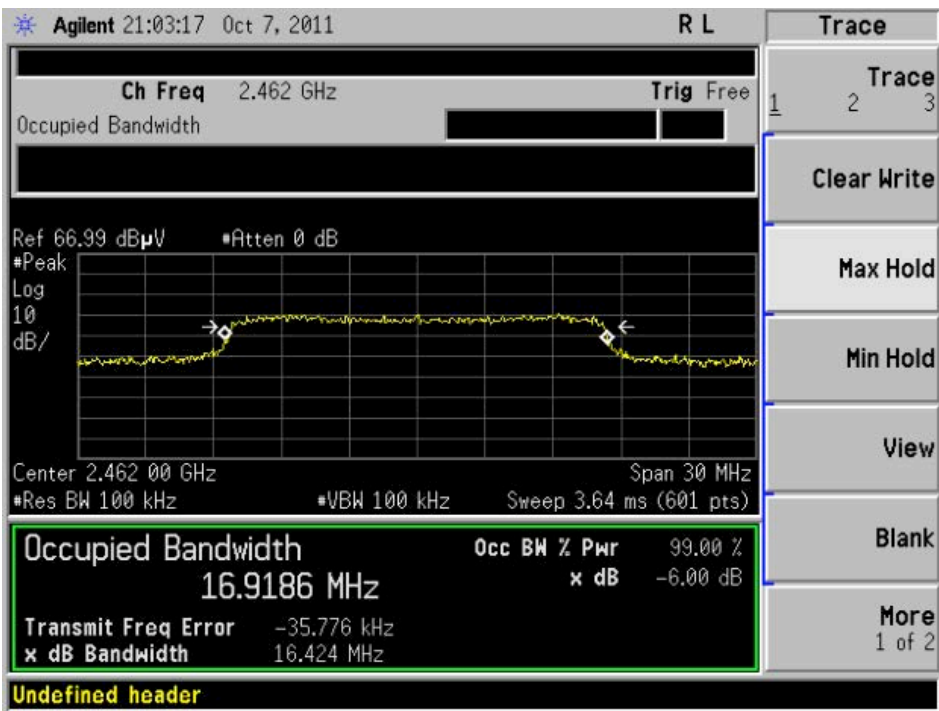 Agilent 21:03:17 Oct 7, 2011 R L
Trace
Ch Freq 2.462 GHz Trig Free
Occupied Bandwidth
Trace
1 2 3
Clear Write
Max Hold
Min Hold
View
Blank
More
1 of 2
Ref 66.99 dBµV #Atten 0 dB
#Peak
Log
10
dB/
Center 2.462 00 GHz Span 30 MHz
#Res BW 100 kHz #VBW 100 kHz Sweep 3.64 ms (601 pts)
Occupied Bandwidth Occ BW % Pwr 99.00 %
16.9186 MHz x dB -6.00 dB
Transmit Freq Error -35.776 kHz
x dB Bandwidth 16.424 MHz
Undefined header